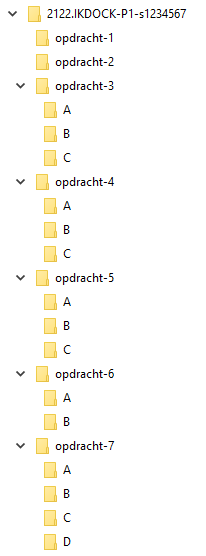 2122.IKDOCK-P1-s1234567
opdracht-1
opdracht-2
opdracht-3
A
B
C
opdracht-4
A
B
C
opdracht-5
A
B
C
opdracht-6
A
B
opdracht-7
A
B
C
D